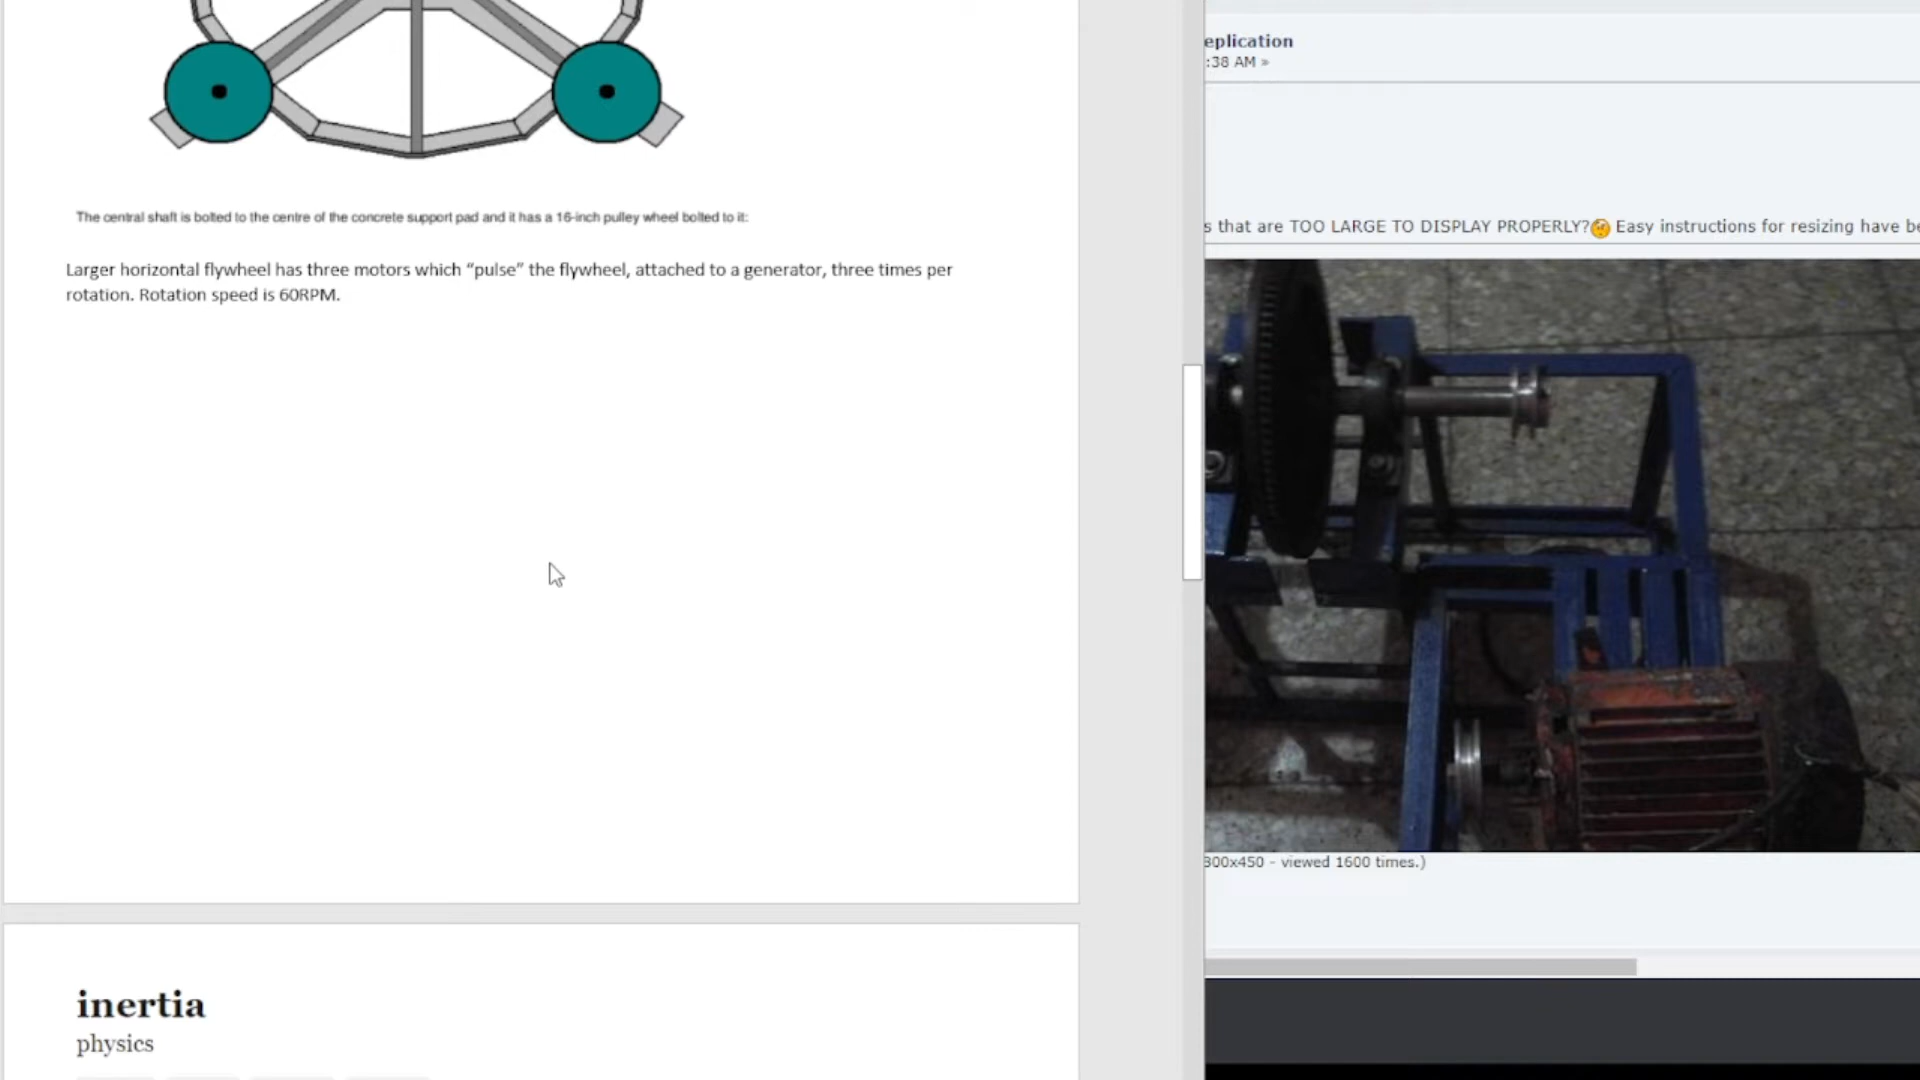 The central shaft is bolted to the centre of the concrete support pad and it has a 16-inch pulley wheel bolted to it:
Larger horizontal flywheel has three motors which “pulse” the flywheel, attached to a generator, three times per
rotation. Rotation speed is 60RPM.
inertia
physics
eplication
:38 AM »
s that are TOO LARGE TO DISPLAY PROPERLY? Easy instructions for resizing have be
300x450 - viewed 1600 times.)